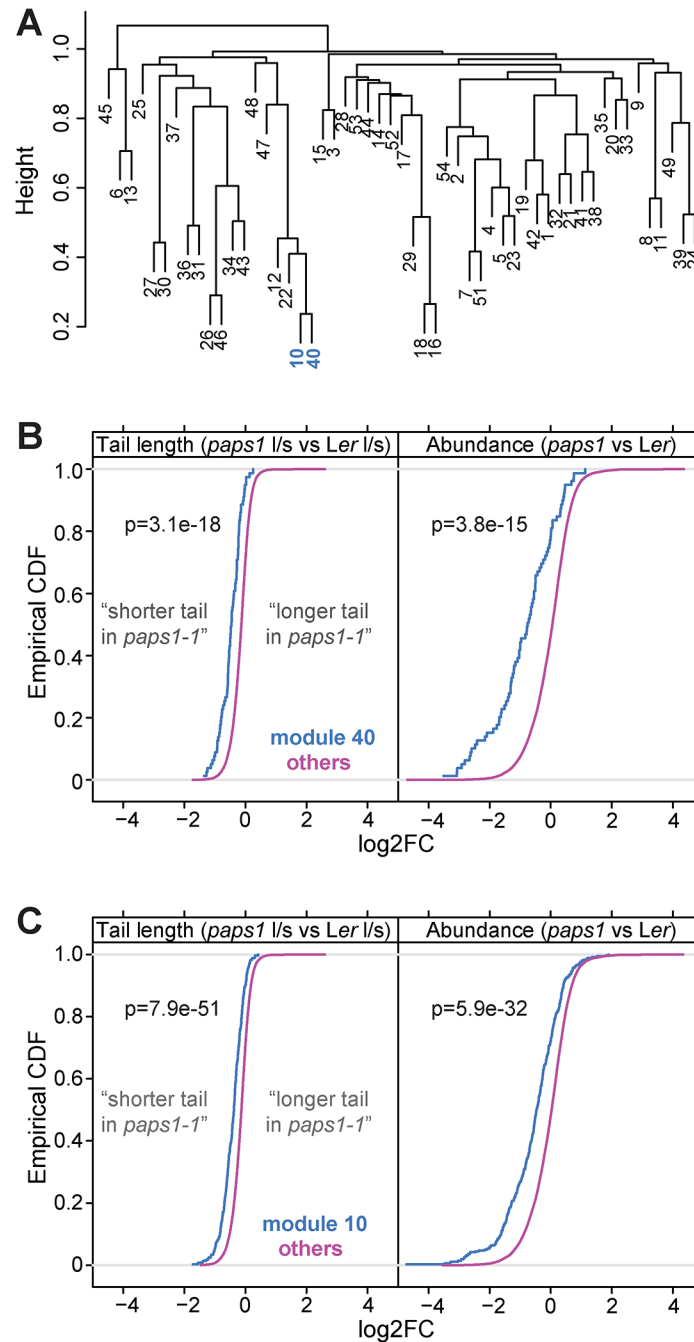 A
Height
1.0
0.8
0.6
0.4
0.2
45
6
13
25
27
30
37
36
31
26
46
34
43
48
47
12
22
10
40
15
3
28
53
44
14
52
17
29
18
16
54
2
7
51
4
5
23
19
42
1
32
21
41
38
35
20
33
9
8
11
49
39
B
Tail length (paps1 l/s vs Ler l/s)
Abundance (paps1 vs Ler)
Empirical CDF
1.0
0.8
0.6
0.4
0.2
0
p=3.1e-18
p=3.8e-15
“shorter tail
in paps1-1”
“longer tail
in paps1-1”
module 40
others
−4 −2 0 2 4 −4 −2 0 2 4
log2FC
C
Tail length (paps1 l/s vs Ler l/s)
Abundance (paps1 vs Ler)
Empirical CDF
1.0
0.8
0.6
0.4
0.2
0
p=7.9e-51
p=5.9e-32
“shorter tail
in paps1-1”
“longer tail
in paps1-1”
module 10
others
−4 −2 0 2 4 −4 −2 0 2 4
log2FC